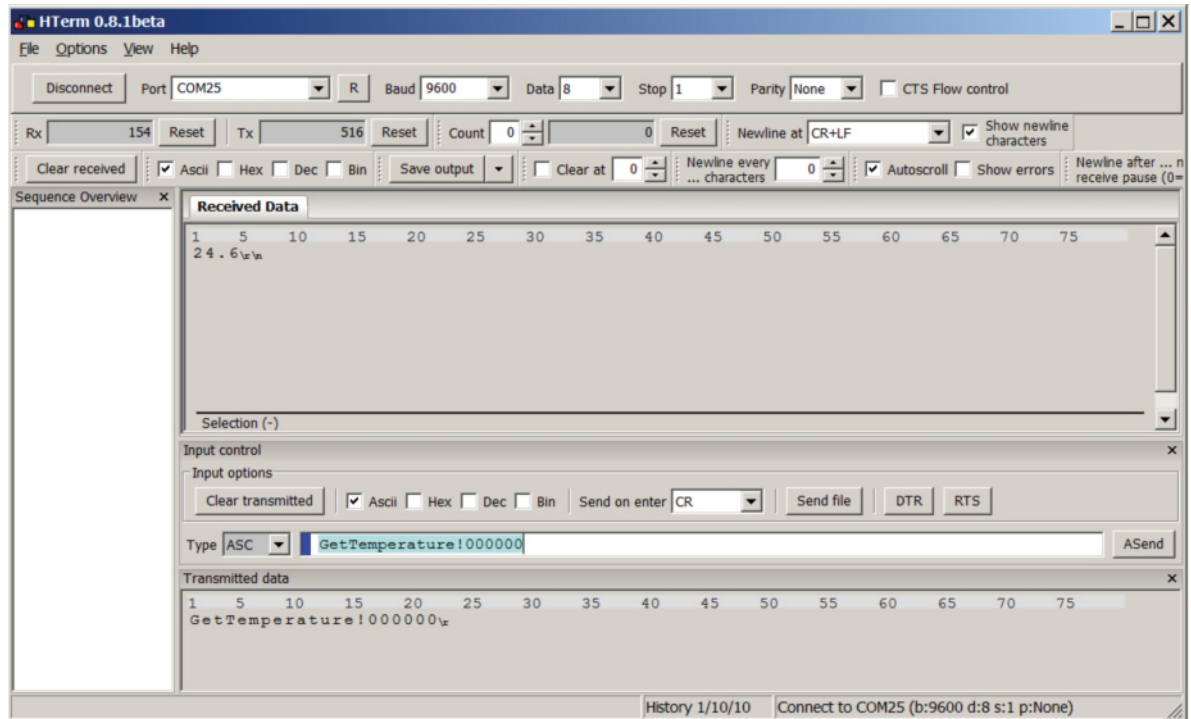 HTerm 0.8.1beta
File Options View Help
Disconnect Port COM25 R Baud 9600 Data 8 Stop 1 Parity None CTS Flow control
Rx 154 Reset Tx 516 Reset Count 0 0 Reset Newline at CR+LF Show newline characters
Clear received Ascii Hex Dec Bin Save output Clear at 0 Newline every ... characters 0 Autoscroll Show errors Newline after ... n receive pause (0=
Sequence Overview x
Received Data
1 5 10 15 20 25 30 35 40 45 50 55 60 65 70 75
24.6\r\n
Selection (-)
Input control x
Input options
Clear transmitted Ascii Hex Dec Bin Send on enter CR Send file DTR RTS
Type ASC GetTemperature!000000 ASend
Transmitted data x
1 5 10 15 20 25 30 35 40 45 50 55 60 65 70 75
GetTemperature!000000\r
History 1/10/10 Connect to COM25 (b:9600 d:8 s:1 p:None)